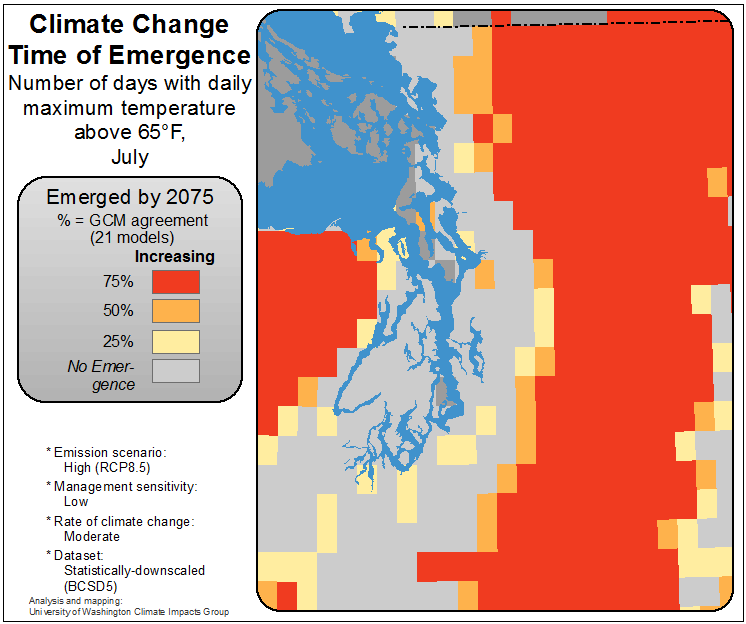 Climate Change
Time of Emergence
Number of days with daily
maximum temperature
above 65°F,
July
Emerged by 2075
% = GCM agreement
(21 models)
Increasing
75%
50%
25%
No Emer-
gence
* Emission scenario:
High (RCP8.5)
* Management sensitivity:
Low
* Rate of climate change:
Moderate
* Dataset:
Statistically-downscaled
(BCSD5)
Analysis and mapping:
University of Washington Climate Impacts Group